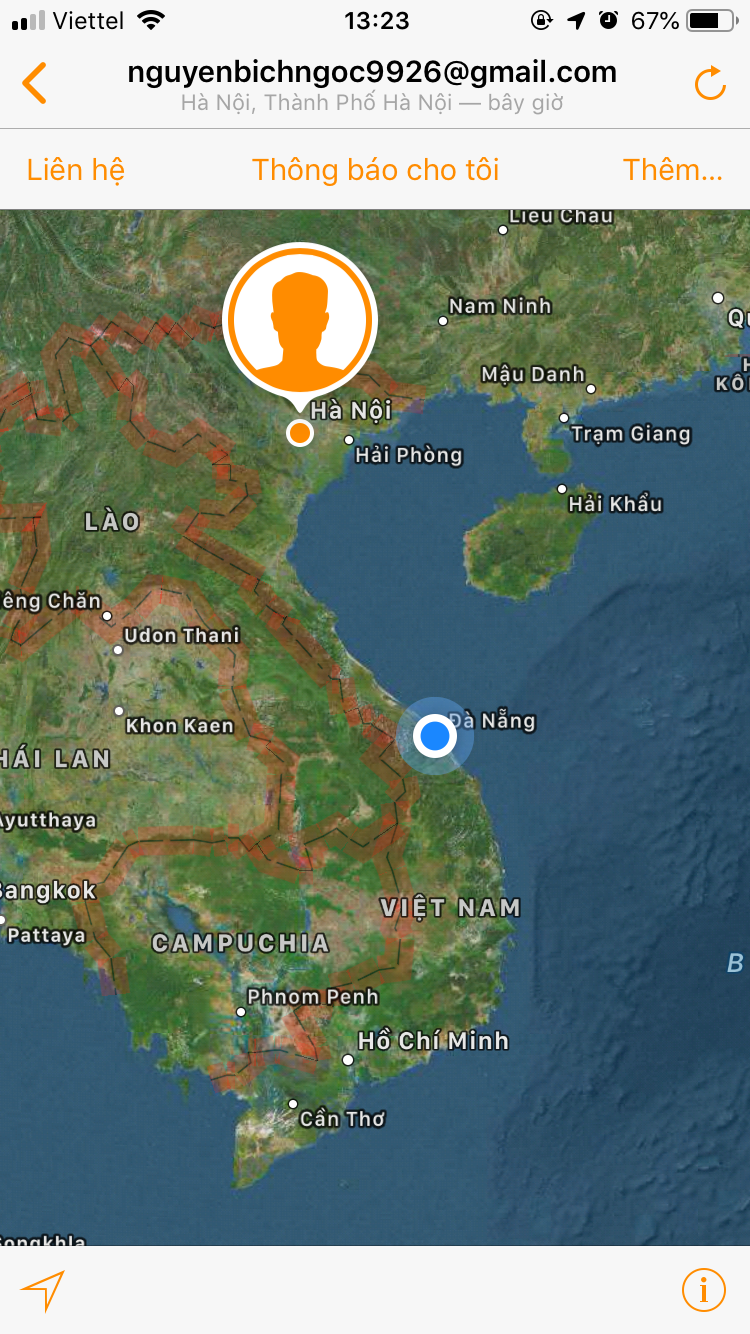 Viettel 13:23 67%
nguyenbichngoc9926@gmail.com
Hà Nội, Thành Phố Hà Nội — bây giờ
Liên hệ Thông báo cho tôi Thêm...
Liễu Châu
Nam Ninh
Mậu Danh
Hà Nội
Trạm Giang
Hải Phòng
Hải Khẩu
LÀO
Udon Thani
Đà Nẵng
Khon Kaen
VIỆT NAM
Pattaya
CAMPUCHIA
Phnom Penh
Hồ Chí Minh
Cần Thơ